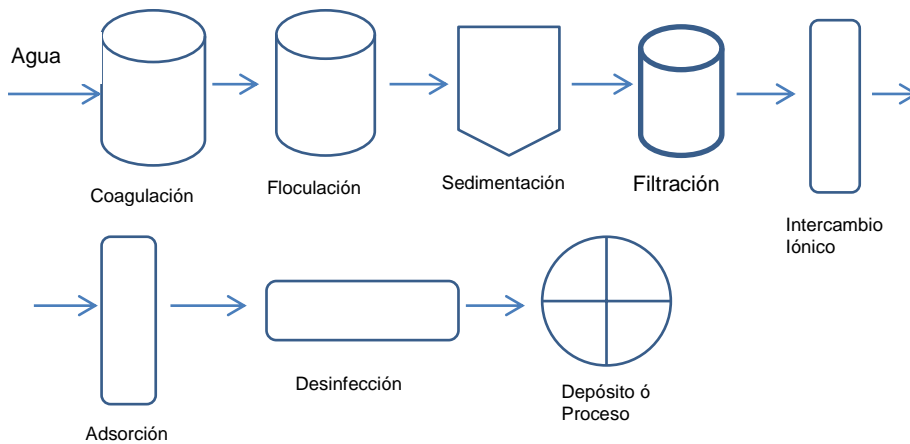 Agua
Coagulación
Floculación
Sedimentación
Filtración
Intercambio
Iónico
Adsorción
Desinfección
Depósito ó
Proceso